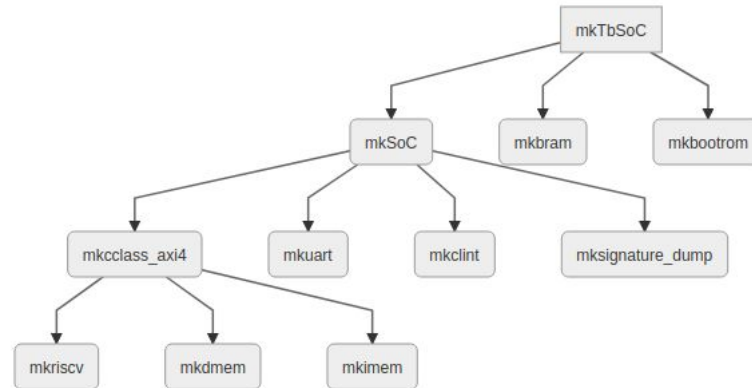 mkTbSoC
mkSoC
mkbram
mkbootrom
mkcclass_axi4
mkuart
mkclint
mksignature_dump
mkriscv
mkdmem
mkimem